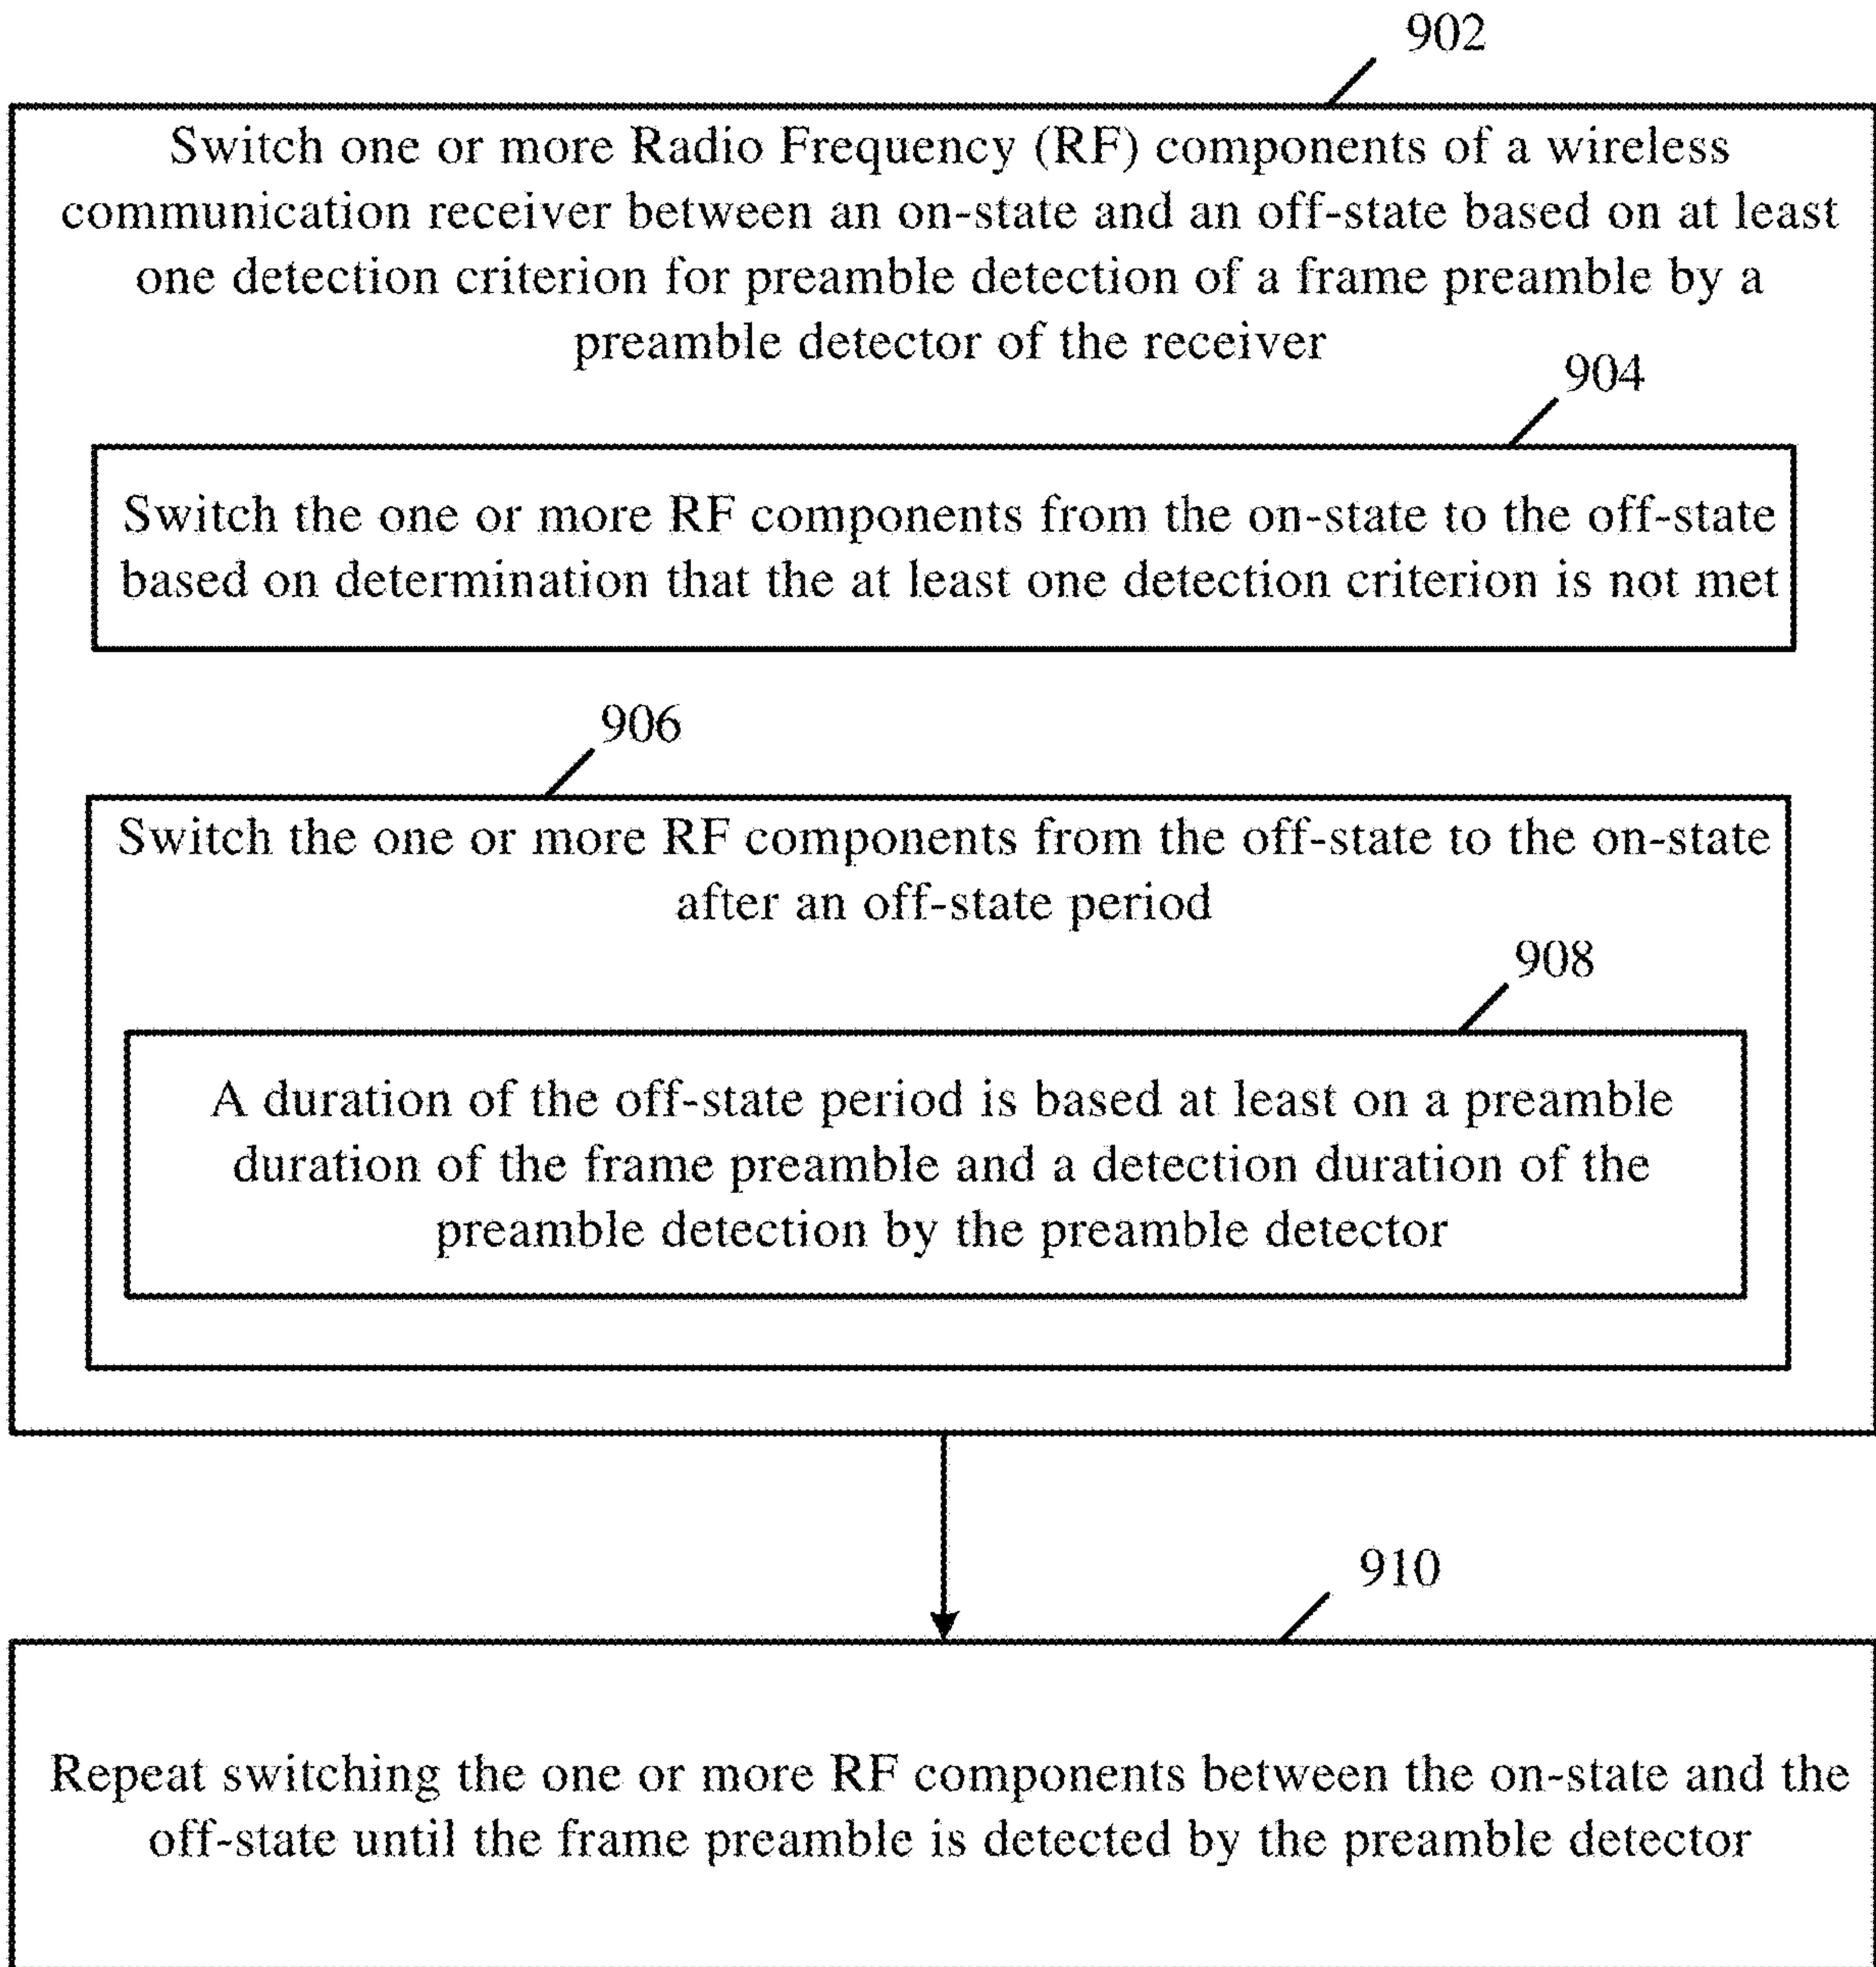 902
Switch one or more Radio Frequency (RF) components of a wireless
communication receiver between an on-state and an off-state based on at least
one detection criterion for preamble detection of a frame preamble by a
preamble detector of the receiver
904
Switch the one or more RF components from the on-state to the off-state
based on determination that the at least one detection criterion is not met
906
Switch the one or more RF components from the off-state to the on-state
after an off-state period
908
A duration of the off-state period is based at least on a preamble
duration of the frame preamble and a detection duration of the
preamble detection by the preamble detector
910
Repeat switching the one or more RF components between the on-state and the
off-state until the frame preamble is detected by the preamble detector